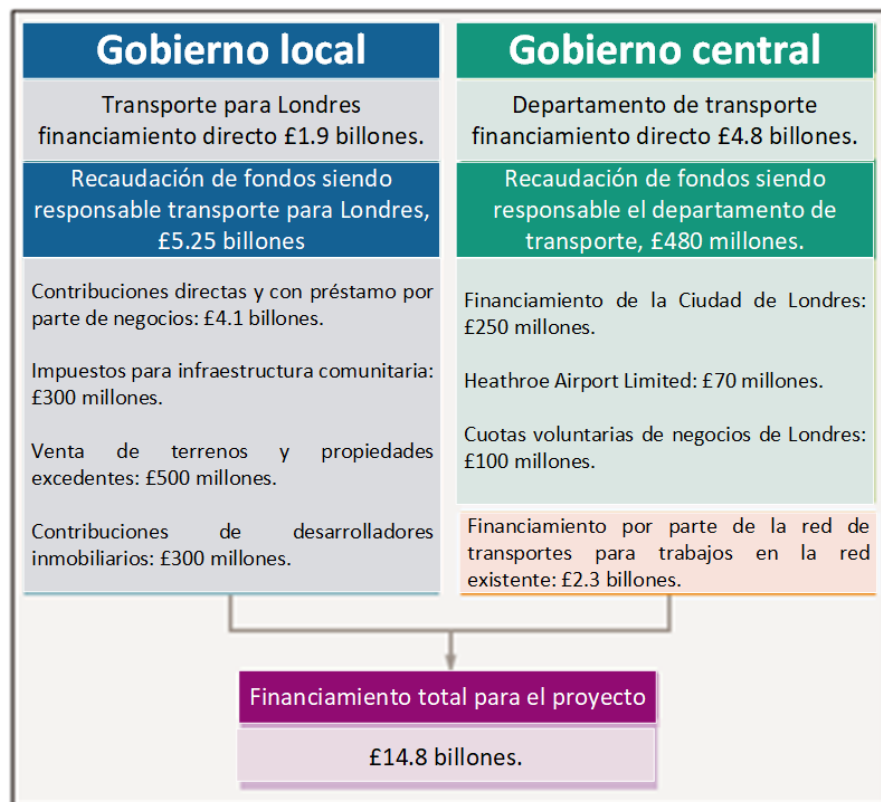 Gobierno local
Transporte para Londres
financiamiento directo £1.9 billones.
Recaudación de fondos siendo
responsable transporte para Londres,
£5.25 billones
Contribuciones directas y con préstamo por
parte de negocios: £4.1 billones.
Impuestos para infraestructura comunitaria:
£300 millones.
Venta de terrenos y propiedades
excedentes: £500 millones.
Contribuciones de desarrolladores
inmobiliarios: £300 millones.
Gobierno central
Departamento de transporte
financiamiento directo £4.8 billones.
Recaudación de fondos siendo
responsable el departamento de
transporte, £480 millones.
Financiamiento de la Ciudad de Londres:
£250 millones.
Heathroe Airport Limited: £70 millones.
Cuotas voluntarias de negocios de Londres:
£100 millones.
Financiamiento por parte de la red de
transportes para trabajos en la red
existente: £2.3 billones.
Financiamiento total para el proyecto
£14.8 billones.